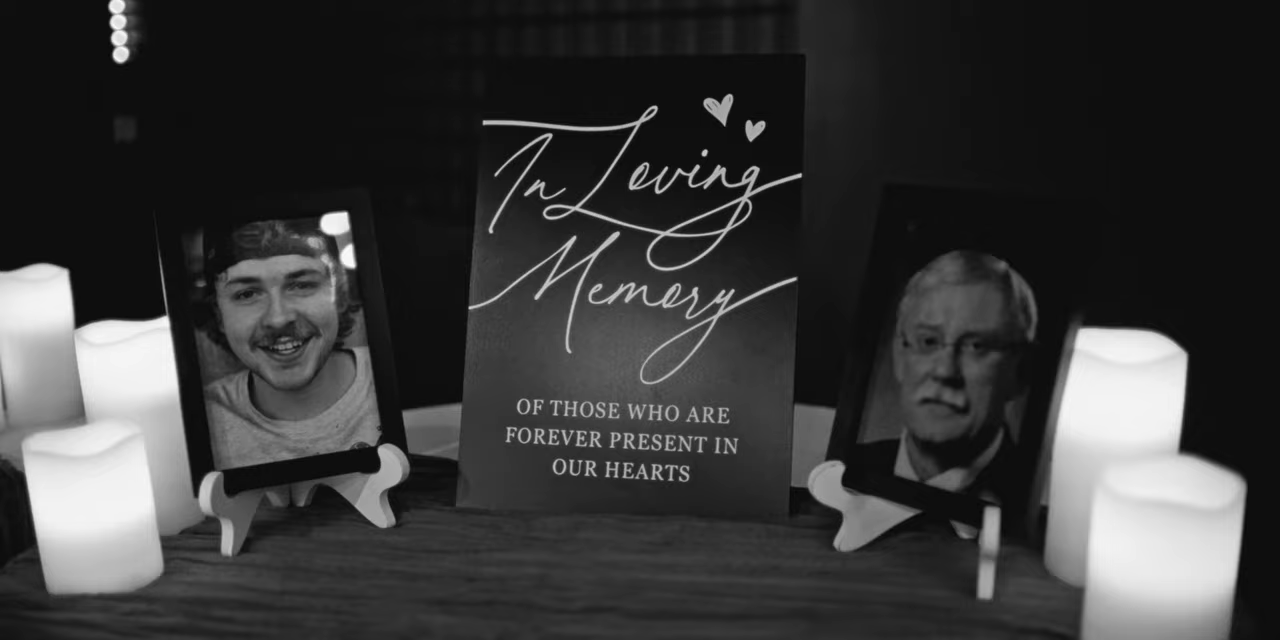 In Loving
Memory
OF THOSE WHO ARE
FOREVER PRESENT IN
OUR HEARTS